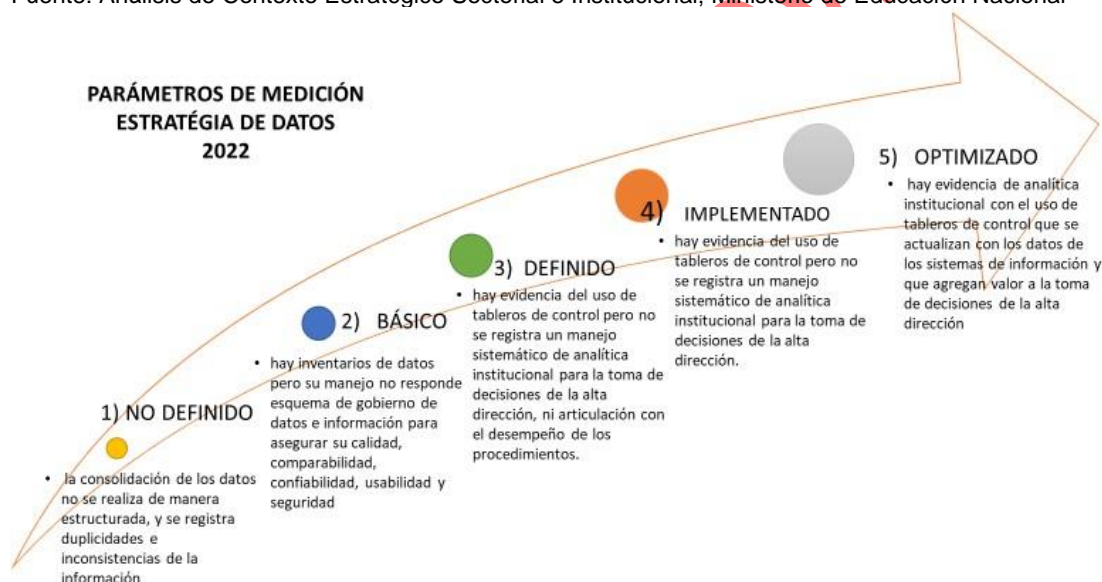 Fuente: Análisis de Contexto Estratégico Sectorial e Institucional, Ministerio de Educación Nacional
PARÁMETROS DE MEDICIÓN
ESTRATÉGIA DE DATOS
2022
1) NO DEFINIDO
• la consolidación de los datos
no se realiza de manera
estructurada, y se registra
duplicidades e
inconsistencias de la
información
2) BÁSICO
• hay inventarios de datos
pero su manejo no responde
esquema de gobierno de
datos e información para
asegurar su calidad,
comparabilidad,
confiabilidad, usabilidad y
seguridad
3) DEFINIDO
• hay evidencia del uso de
tableros de control pero no
se registra un manejo
sistemático de analítica
institucional para la toma de
decisiones de la alta
dirección, ni articulación con
el desempeño de los
procedimientos.
4) IMPLEMENTADO
• hay evidencia del uso de
tableros de control pero no
se registra un manejo
sistemático de analítica
institucional para la toma de
decisiones de la alta
dirección.
5) OPTIMIZADO
• hay evidencia de analítica
institucional con el uso de
tableros de control que se
actualizan con los datos de
los sistemas de información y
que agregan valor a la toma
de decisiones de la alta
dirección